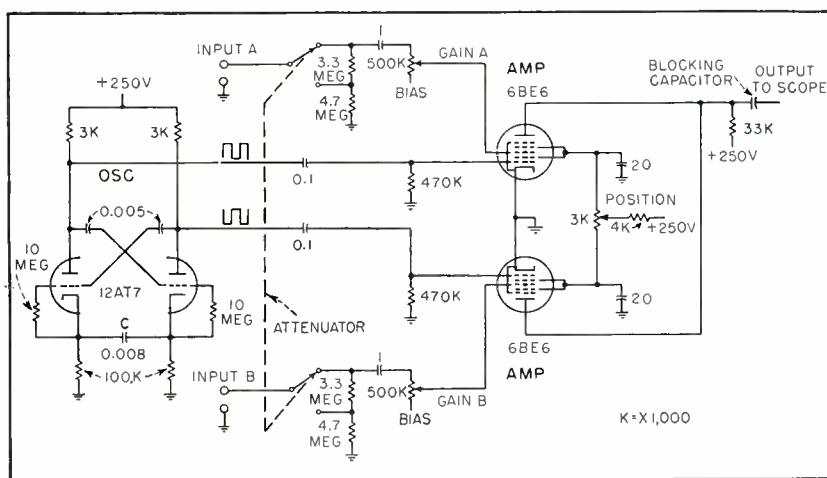 INPUT A
1
GAIN A
AMP
6BE6
BLOCKING
CAPACITOR
OUTPUT
TO SCOPE
+250V
3.3
MEG
500K
4.7
MEG
BIAS
33K
+250V
3K
3K
OSC
0.1
470K
20
POSITION
3K
4K
+250V
0.005
0.1
10
MEG
12AT7
10
MEG
ATTENUATOR
470K
20
C
0.008
100K
6BE6
AMP
INPUT B
1
3.3
MEG
500K
GAIN B
4.7
MEG
BIAS
K=X1,000